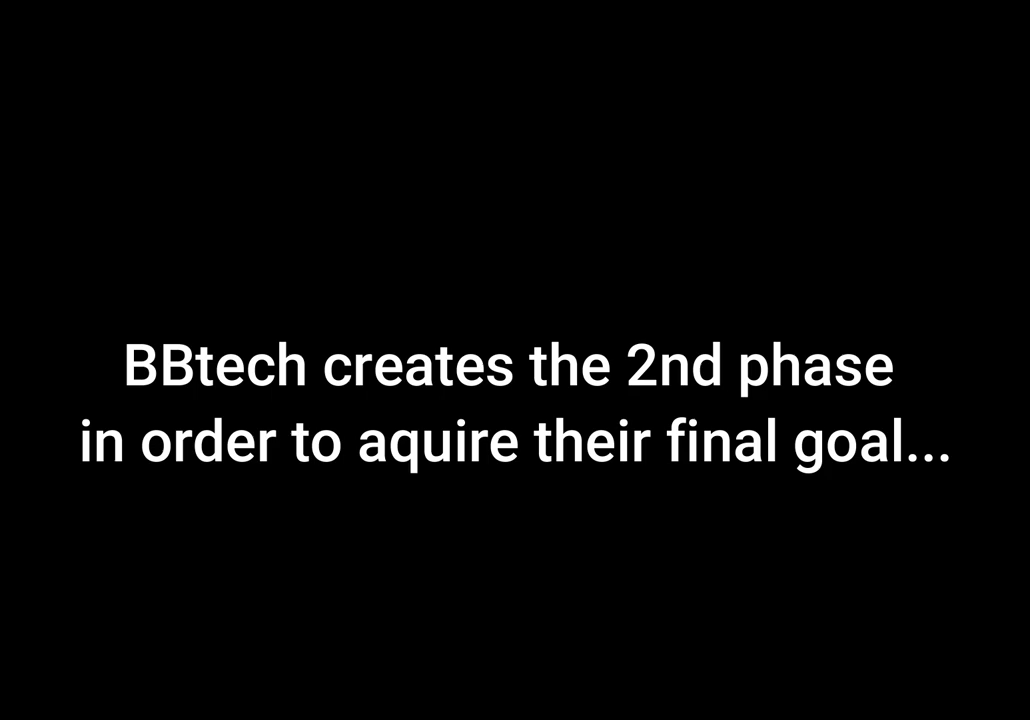 BBtech creates the 2nd phase
in order to aquire their final goal...